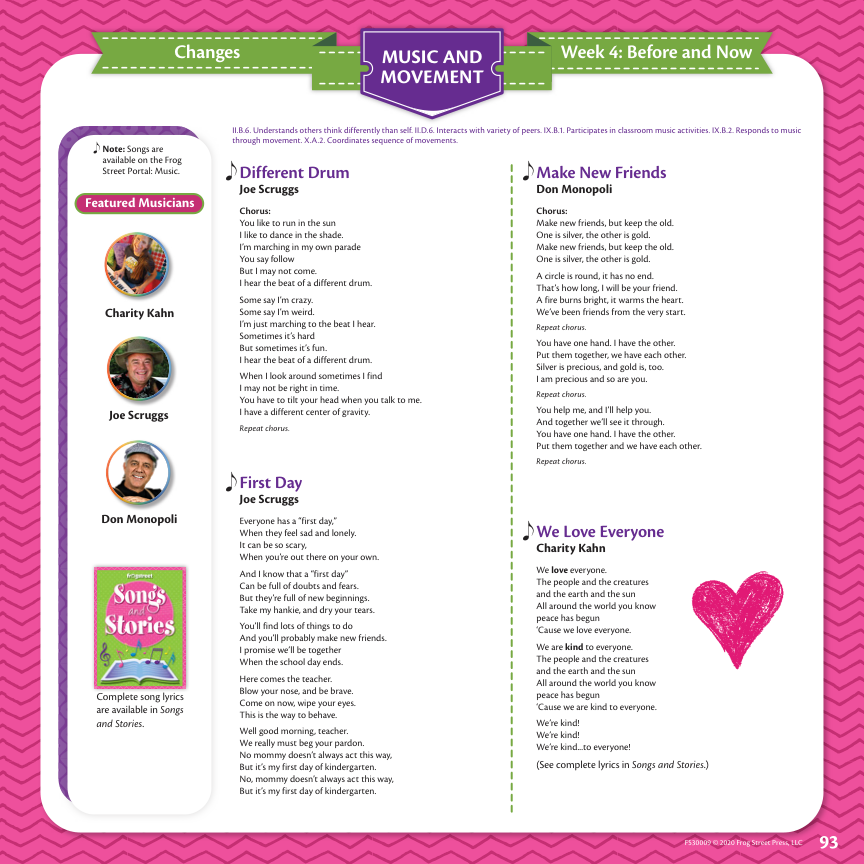 Changes
MUSIC AND
MOVEMENT
Week 4: Before and Now
II.B.6. Understands others think differently than self. II.D.6. Interacts with variety of peers. IX.B.1. Participates in classroom music activities. IX.B.2. Responds to music
through movement. X.A.2. Coordinates sequence of movements.
Note: Songs are
available on the Frog
Street Portal: Music.
Featured Musicians
Charity Kahn
Joe Scruggs
Don Monopoli
frogstreet
Songs
and
Stories
Complete song lyrics
are available in Songs
and Stories.
Different Drum
Joe Scruggs
Chorus:
You like to run in the sun
I like to dance in the shade.
I'm marching in my own parade
You say follow
But I may not come.
I hear the beat of a different drum.
Some say I'm crazy.
Some say I'm weird.
I'm just marching to the beat I hear.
Sometimes it's hard
But sometimes it's fun.
I hear the beat of a different drum.
When I look around sometimes I find
I may not be right in time.
You have to tilt your head when you talk to me.
I have a different center of gravity.
Repeat chorus.
First Day
Joe Scruggs
Everyone has a "first day,"
When they feel sad and lonely.
It can be so scary,
When you're out there on your own.
And I know that a "first day"
Can be full of doubts and fears.
But they're full of new beginnings.
Take my hankie, and dry your tears.
You'll find lots of things to do
And you'll probably make new friends.
I promise we'll be together
When the school day ends.
Here comes the teacher.
Blow your nose, and be brave.
Come on now, wipe your eyes.
This is the way to behave.
Well good morning, teacher.
We really must beg your pardon.
No mommy doesn't always act this way,
But it's my first day of kindergarten.
No, mommy doesn't always act this way,
But it's my first day of kindergarten.
Make New Friends
Don Monopoli
Chorus:
Make new friends, but keep the old.
One is silver, the other is gold.
Make new friends, but keep the old.
One is silver, the other is gold.
A circle is round, it has no end.
That's how long, I will be your friend.
A fire burns bright, it warms the heart.
We've been friends from the very start.
Repeat chorus.
You have one hand. I have the other.
Put them together, we have each other.
Silver is precious, and gold is, too.
I am precious and so are you.
Repeat chorus.
You help me, and I'll help you.
And together we'll see it through.
You have one hand. I have the other.
Put them together and we have each other.
Repeat chorus.
We Love Everyone
Charity Kahn
We love everyone.
The people and the creatures
and the earth and the sun
All around the world you know
peace has begun
'Cause we love everyone.
We are kind to everyone.
The people and the creatures
and the earth and the sun
All around the world you know
peace has begun
'Cause we are kind to everyone.
We're kind!
We're kind!
We're kind...to everyone!
(See complete lyrics in Songs and Stories.)
FS30009 © 2020 Frog Street Press, LLC
93